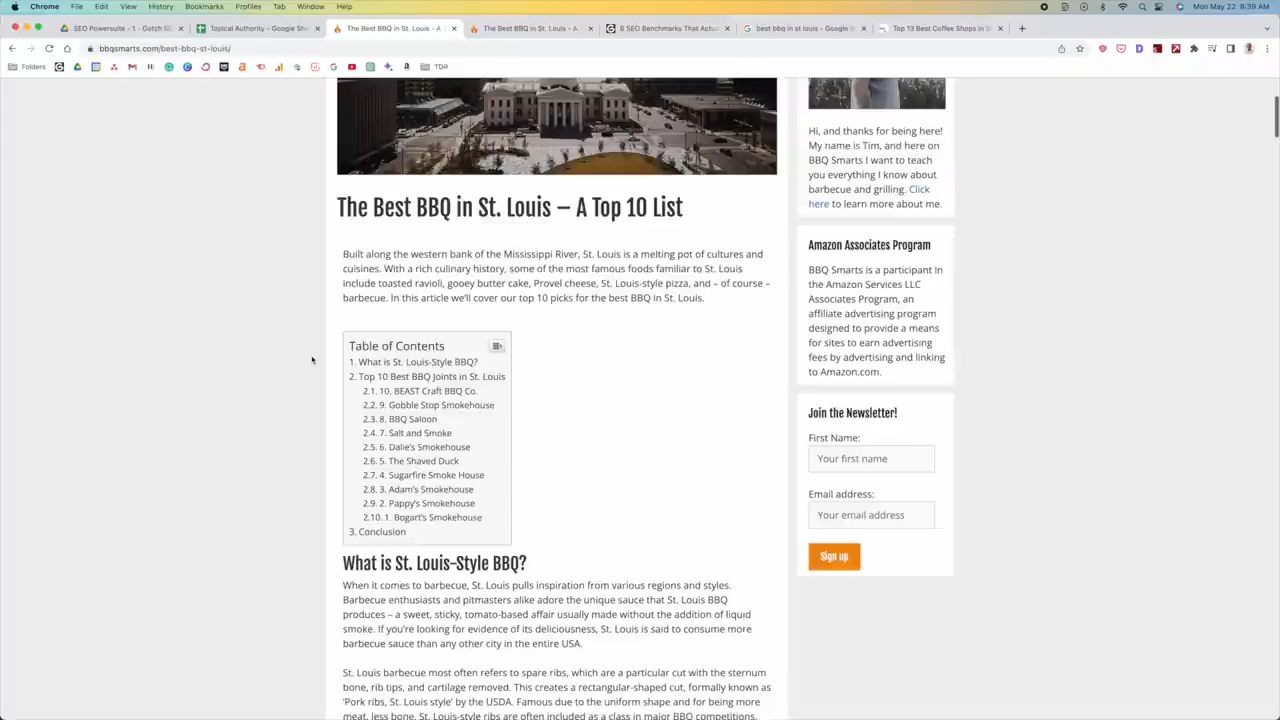 Chrome File Edit View History Bookmarks Profiles Tab Window Help Mon May 22 8:39 AM
SEO Powersuite - 1 - Gotch SE
Topical Authority - Google She
The Best BBQ in St. Louis - A
The Best BBQ in St. Louis - A
6 SEO Benchmarks That Actua
best bbq in st louis - Google S
Top 13 Best Coffee Shops in S
bbqsmarts.com/best-bbq-st-louis/
Folders
TDP
The Best BBQ in St. Louis – A Top 10 List
Built along the western bank of the Mississippi River, St. Louis is a melting pot of cultures and
cuisines. With a rich culinary history, some of the most famous foods familiar to St. Louis
include toasted ravioli, gooey butter cake, Provel cheese, St. Louis-style pizza, and – of course –
barbecue. In this article we'll cover our top 10 picks for the best BBQ in St. Louis.
Table of Contents
1. What is St. Louis-Style BBQ?
2. Top 10 Best BBQ Joints in St. Louis
2.1. 10. BEAST Craft BBQ Co.
2.2. 9. Gobble Stop Smokehouse
2.3. 8. BBQ Saloon
2.4. 7. Salt and Smoke
2.5. 6. Dalie's Smokehouse
2.6. 5. The Shaved Duck
2.7. 4. Sugarfire Smoke House
2.8. 3. Adam's Smokehouse
2.9. 2. Pappy's Smokehouse
2.10. 1. Bogart's Smokehouse
3. Conclusion
What is St. Louis-Style BBQ?
When it comes to barbecue, St. Louis pulls inspiration from various regions and styles.
Barbecue enthusiasts and pitmasters alike adore the unique sauce that St. Louis BBQ
produces – a sweet, sticky, tomato-based affair usually made without the addition of liquid
smoke. If you're looking for evidence of its deliciousness, St. Louis is said to consume more
barbecue sauce than any other city in the entire USA.
St. Louis barbecue most often refers to spare ribs, which are a particular cut with the sternum
bone, rib tips, and cartilage removed. This creates a rectangular-shaped cut, formally known as
'Pork ribs, St. Louis style' by the USDA. Famous due to the uniform shape and for being more
meat, less bone, St. Louis-style ribs are often included as a class in major BBQ competitions.
Hi, and thanks for being here!
My name is Tim, and here on
BBQ Smarts I want to teach
you everything I know about
barbecue and grilling. Click
here to learn more about me.
Amazon Associates Program
BBQ Smarts is a participant in
the Amazon Services LLC
Associates Program, an
affiliate advertising program
designed to provide a means
for sites to earn advertising
fees by advertising and linking
to Amazon.com.
Join the Newsletter!
First Name:
Your first name
Email address:
Your email address
Sign up